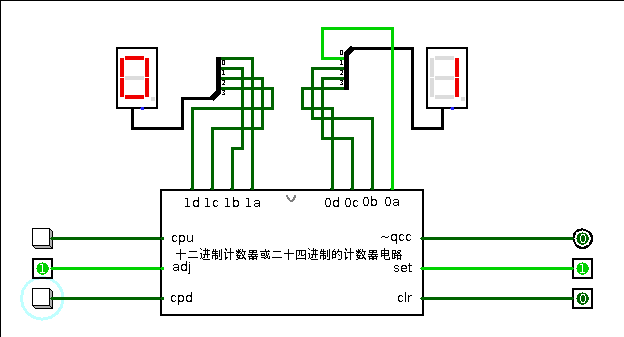 0
1
2
3
0
1
2
3
1d 1c 1b 1a
0d 0c 0b 0a
cpu
~qcc
0
十二进制计数器或二十四进制的计数器电路
1
adj
set
1
cpd
clr
0